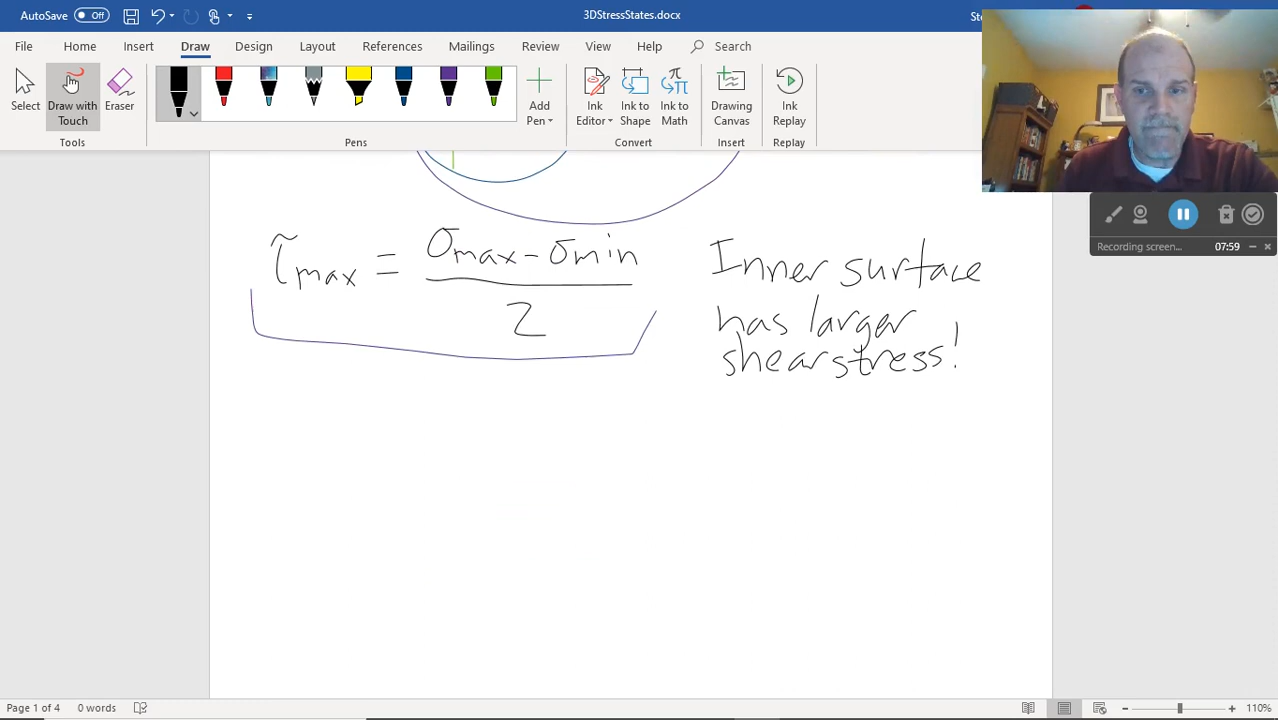 AutoSave Off
3DStressStates.docx
File Home Insert Draw Design Layout References Mailings Review View Help Search
Select
Draw with Touch
Eraser
Tools
Pens
Add Pen
Ink Editor
Ink to Shape
Ink to Math
Convert
Drawing Canvas
Insert
Ink Replay
Replay
Recording screen... 07:59
τ̃max = σmax - σmin / 2
Inner surface
has larger
shear stress!
Page 1 of 4 0 words
110%